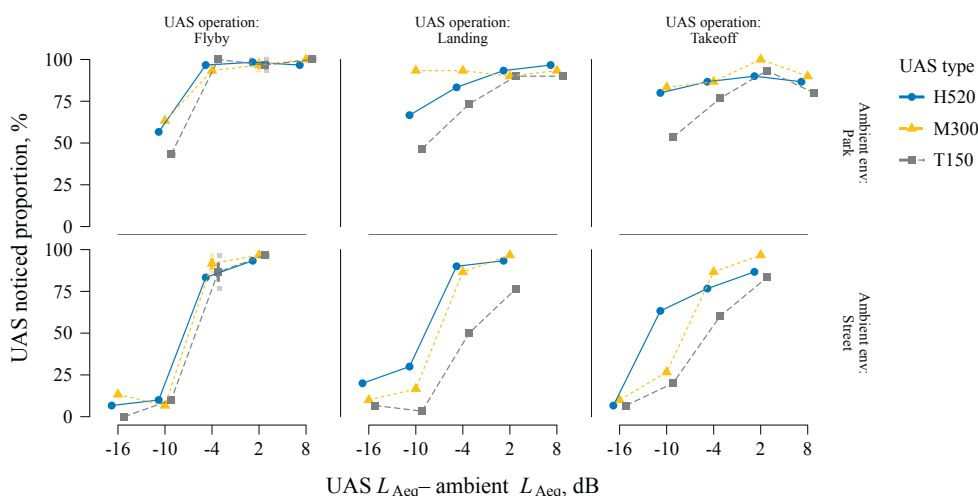 UAS operation:
Flyby
UAS operation:
Landing
UAS operation:
Takeoff
100
75
50
25
0
Ambient env:
Park
UAS type
H520
M300
T150
UAS noticed proportion, %
100
75
50
25
0
Ambient env:
Street
-16 -10 -4 2 8
-16 -10 -4 2 8
-16 -10 -4 2 8
UAS LAeq– ambient LAeq, dB